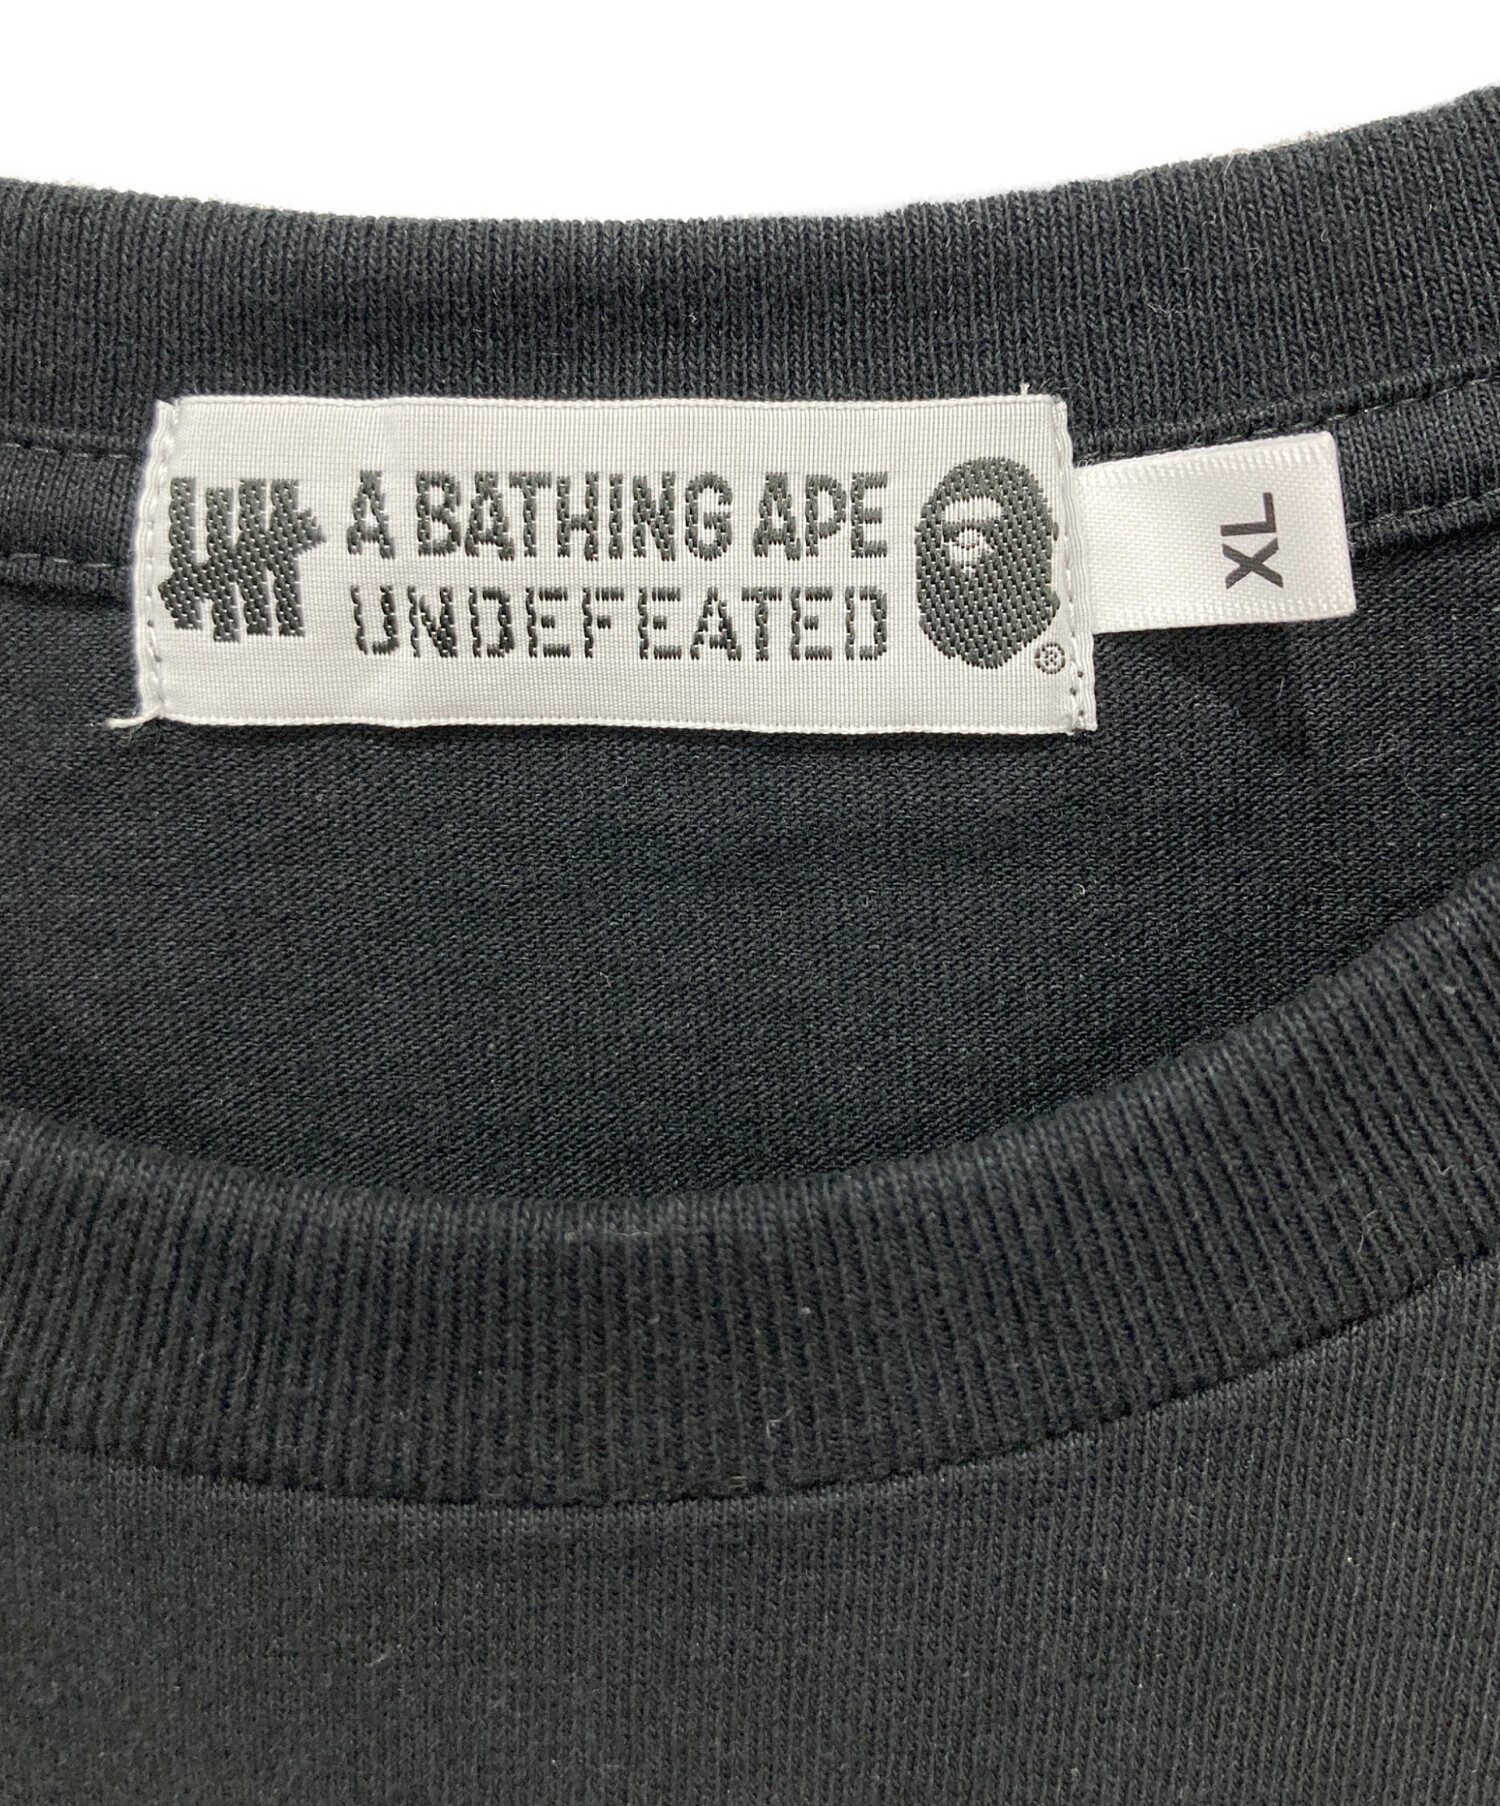 A BATHING APE
UNDEFEATED
®
XL